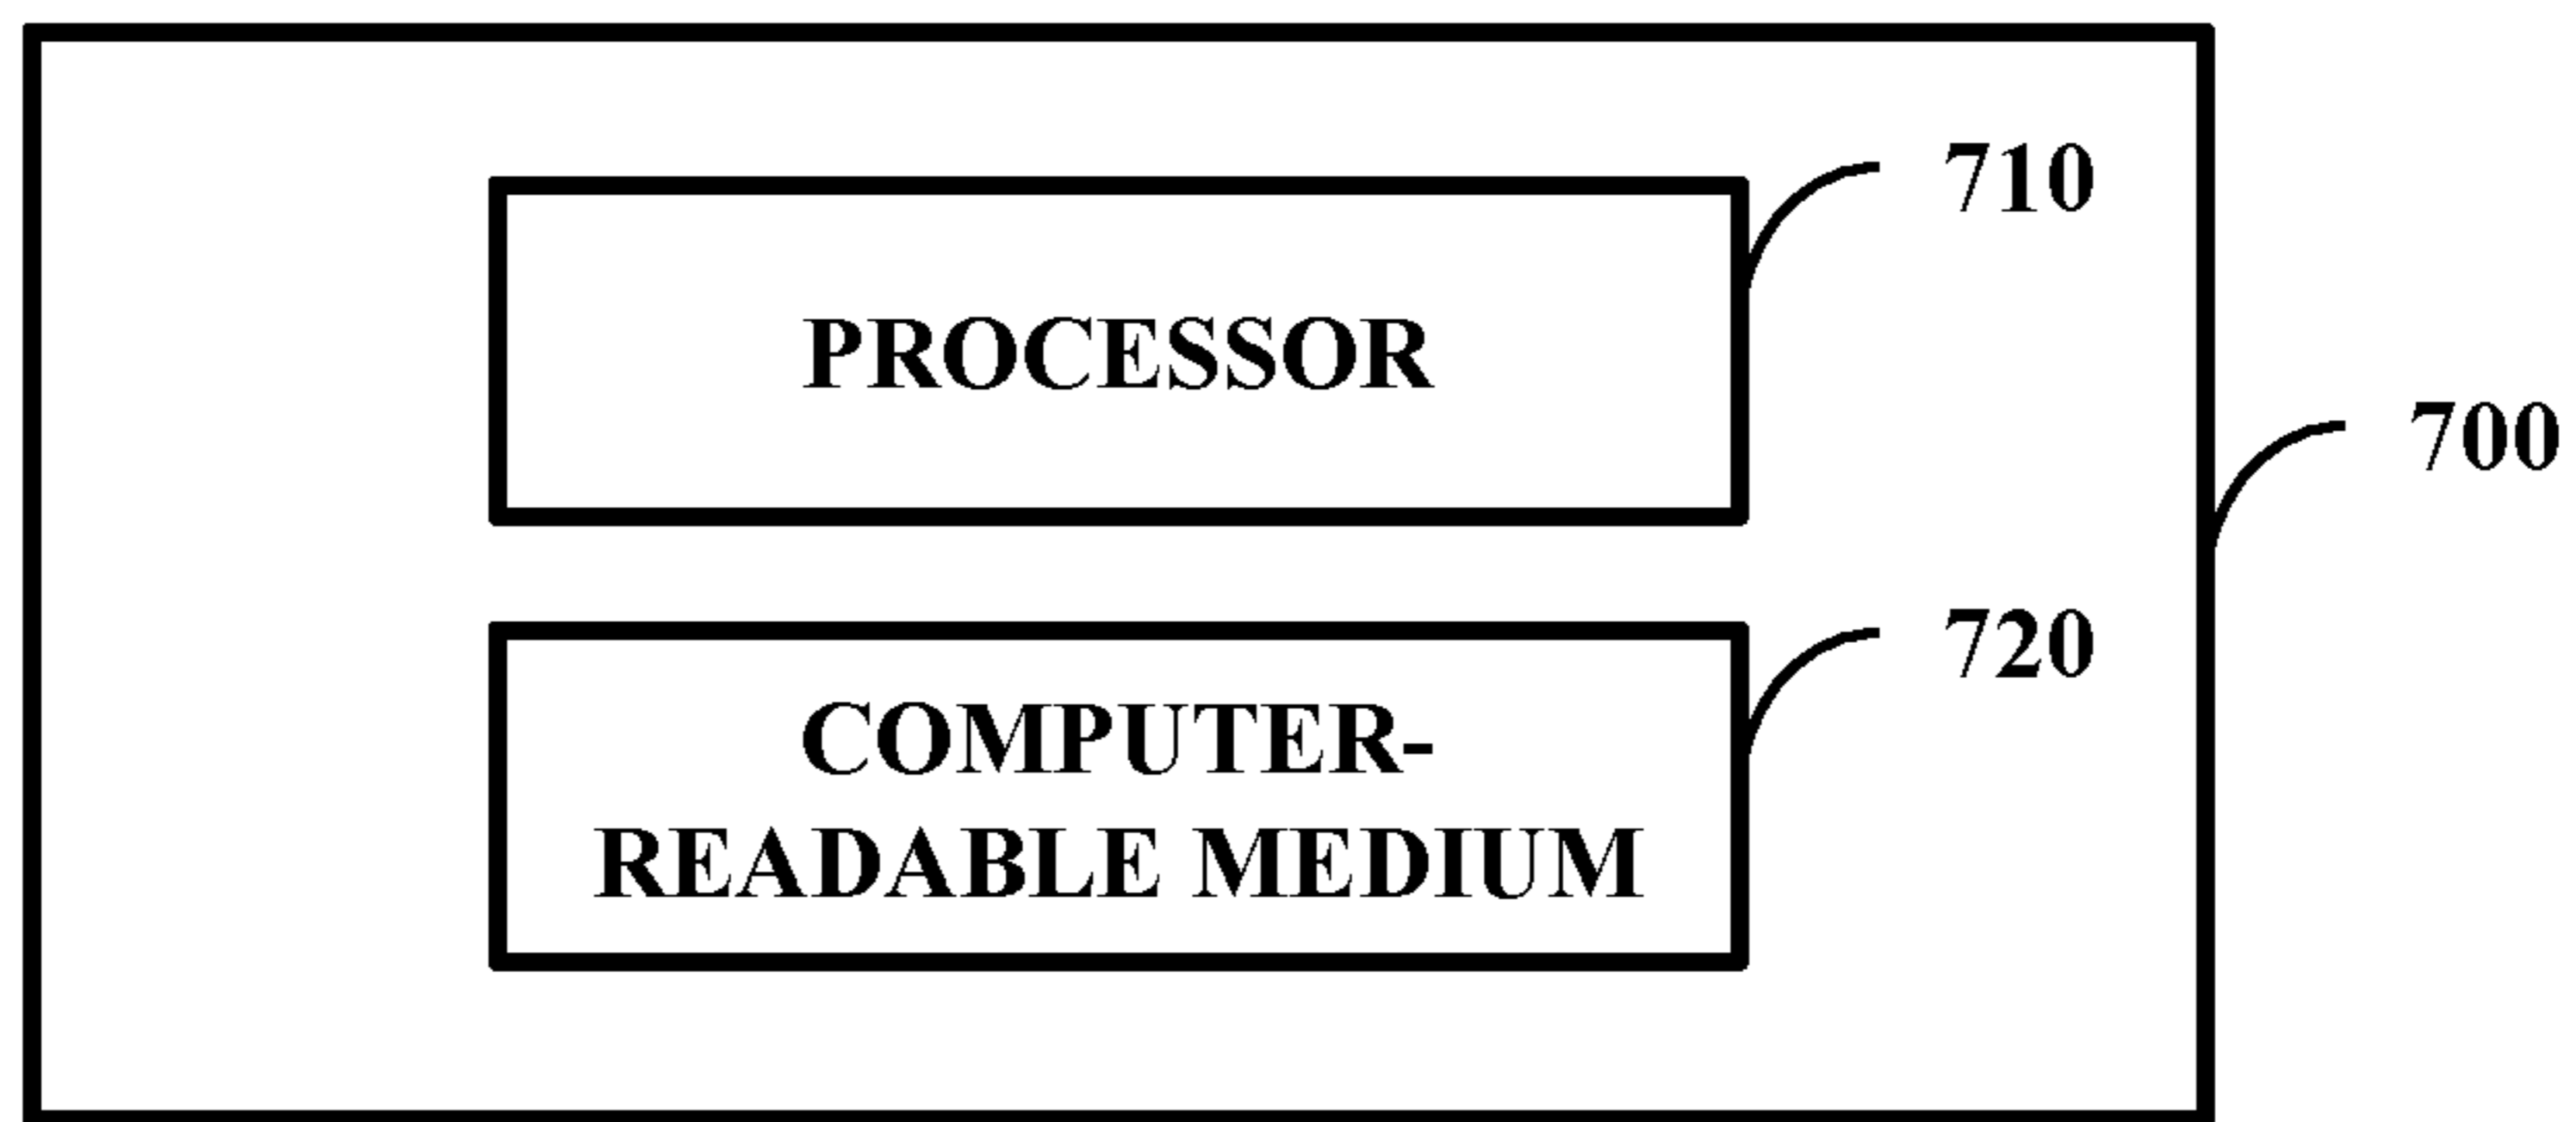 710
PROCESSOR
700
720
COMPUTER-
READABLE MEDIUM